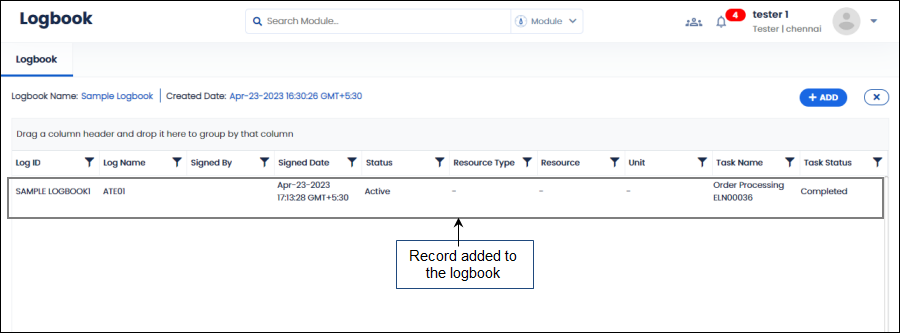 Logbook
Search Module...
Module
4
tester 1
Tester | chennai
Logbook
Logbook Name: Sample Logbook | Created Date: Apr-23-2023 16:30:26 GMT+5:30
+ ADD
Drag a column header and drop it here to group by that column
Log ID Log Name Signed By Signed Date Status Resource Type Resource Unit Task Name Task Status
SAMPLE LOGBOOK1 ATE01 Apr-23-2023 17:13:28 GMT+5:30 Active - - - Order Processing ELN00036 Completed
Record added to
the logbook